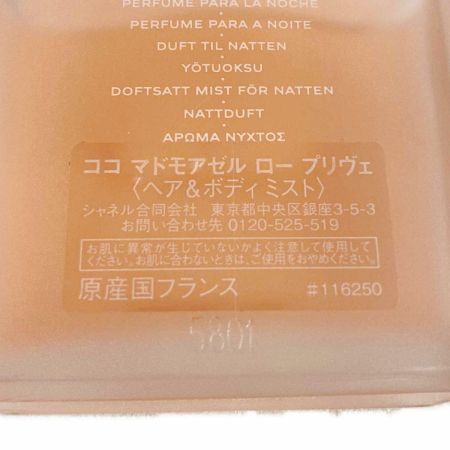 PERFUME PARA LA NOCHE
PERFUME PARA A NOITE
DUFT TIL NATTEN
YÖTUOKSU
DOFTSATT MIST FÖR NATTEN
NATTDUFT
ΑΡΩΜΑ ΝΥΧΤΟΣ
ココ マドモアゼル ロー プリヴェ
〈ヘア&ボディ ミスト〉
シャネル合同会社 東京都中央区銀座3-5-3
お問い合わせ先 0120-525-519
お肌に異常が生じていないかよく注意して使用して
ください。お肌に合わないときは、ご使用をおやめください。
原産国フランス #116250
5801